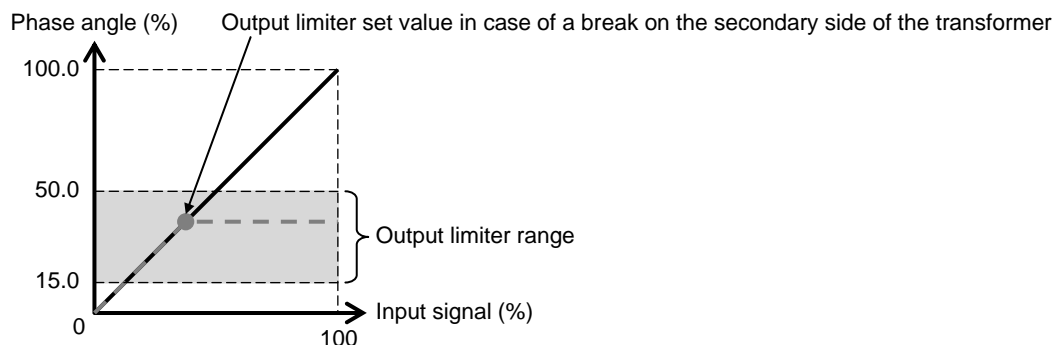 Phase angle (%)
Output limiter set value in case of a break on the secondary side of the transformer
100.0
50.0
Output limiter range
15.0
Input signal (%)
0
100